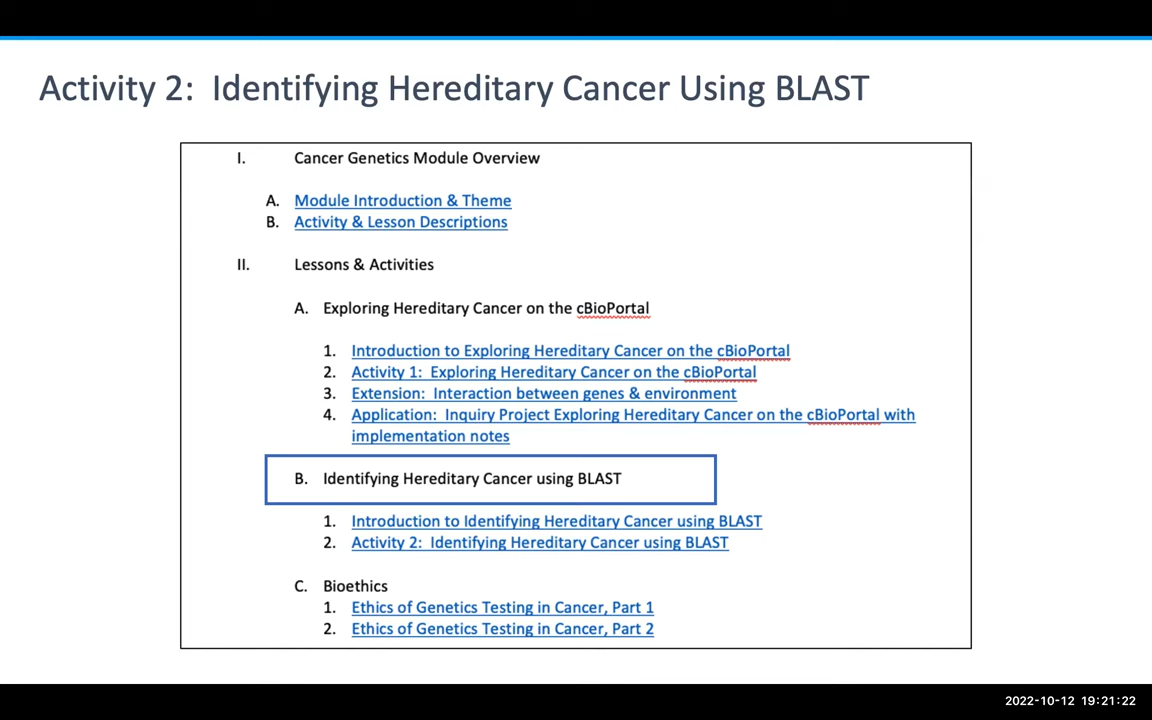 Activity 2:  Identifying Hereditary Cancer Using BLAST
I. Cancer Genetics Module Overview
A. Module Introduction & Theme
B. Activity & Lesson Descriptions
II. Lessons & Activities
A. Exploring Hereditary Cancer on the cBioPortal
1. Introduction to Exploring Hereditary Cancer on the cBioPortal
2. Activity 1:  Exploring Hereditary Cancer on the cBioPortal
3. Extension:  Interaction between genes & environment
4. Application:  Inquiry Project Exploring Hereditary Cancer on the cBioPortal with
implementation notes
B. Identifying Hereditary Cancer using BLAST
1. Introduction to Identifying Hereditary Cancer using BLAST
2. Activity 2:  Identifying Hereditary Cancer using BLAST
C. Bioethics
1. Ethics of Genetics Testing in Cancer, Part 1
2. Ethics of Genetics Testing in Cancer, Part 2
2022-10-12 19:21:22